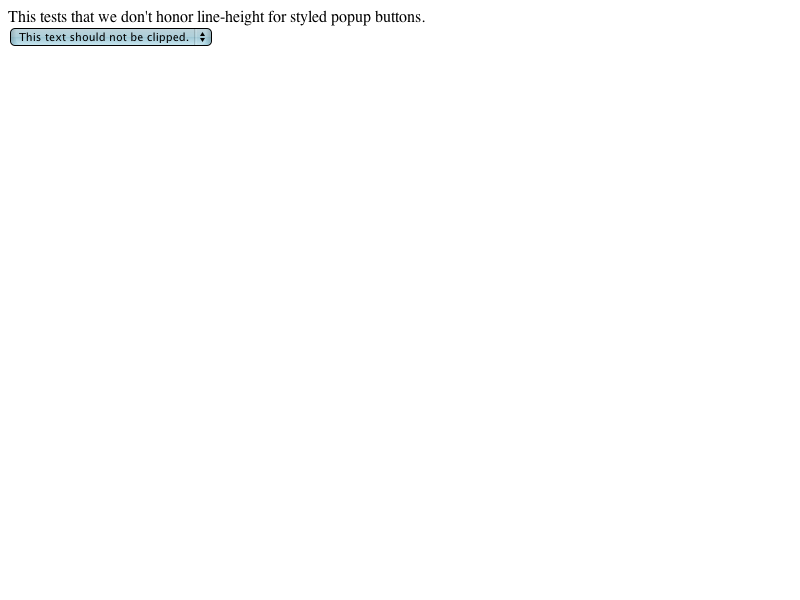 This tests that we don't honor line-height for styled popup buttons.
This text should not be clipped.